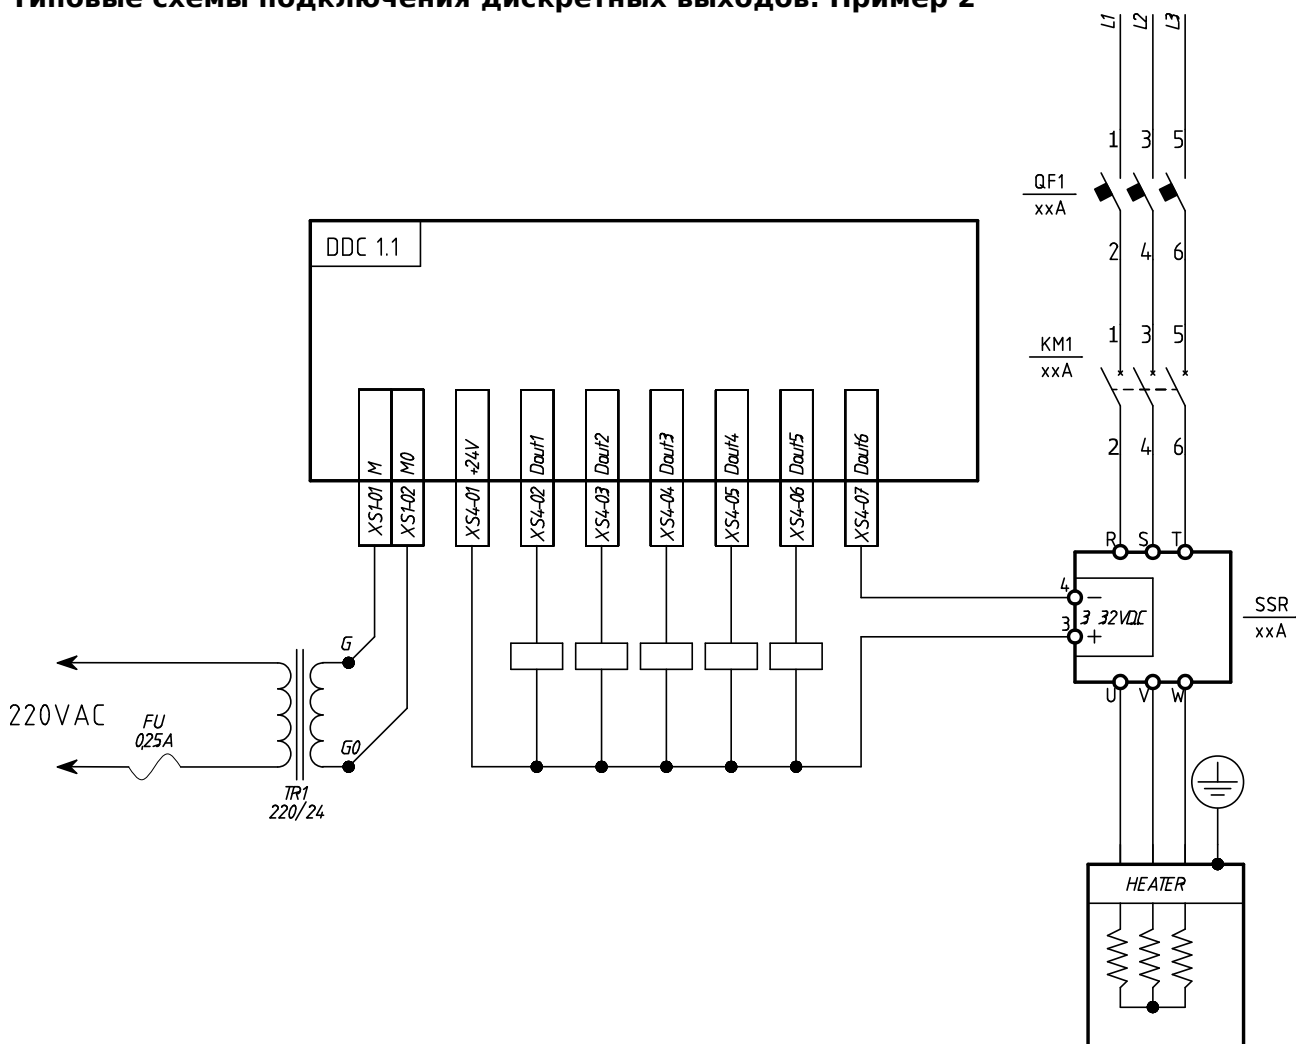 Типовые схемы подключения дискретных выходов. Пример 2
L1 L2 L3
1 3 5
QF1
xxA
2 4 6
DDC 1.1
1 3 5
KM1
xxA
2 4 6
XS1-01 M
XS1-02 M0
XS4-01 +24V
XS4-02 Dout1
XS4-03 Dout2
XS4-04 Dout3
XS4-05 Dout4
XS4-06 Dout5
XS4-07 Dout6
R S T
4 −
3 32VDC
3 +
SSR
xxA
U V W
G
220VAC
FU
0,25A
G0
TR1
220/24
HEATER